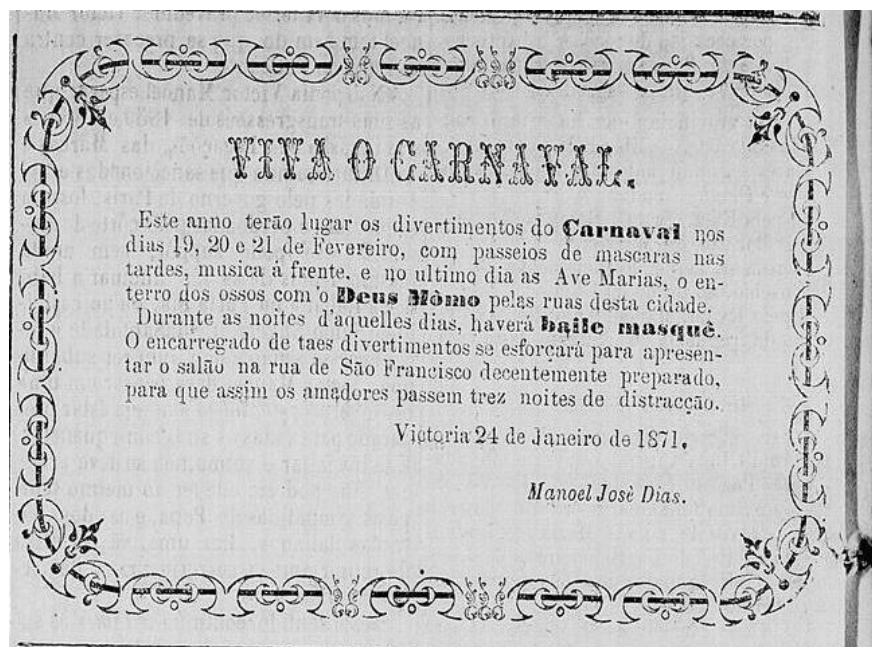 VIVA O CARNAVAL.
Este anno terão lugar os divertimentos do Carnaval nos
dias 19, 20 e 21 de Fevereiro, com passeios de mascaras nas
tardes, musica á frente, e no ultimo dia as Ave Marias, o en-
terro dos ossos com o Deus Mômo pelas ruas desta cidade.
Durante as noites d'aquelles dias, haverá baile masquê.
O encarregado de taes divertimentos se esforçará para apresen-
tar o salão na rua de São Francisco decentemente preparado,
para que assim os amadores passem trez noites de distracção.
Victoria 24 de Janeiro de 1871.
Manoel Josè Dias.